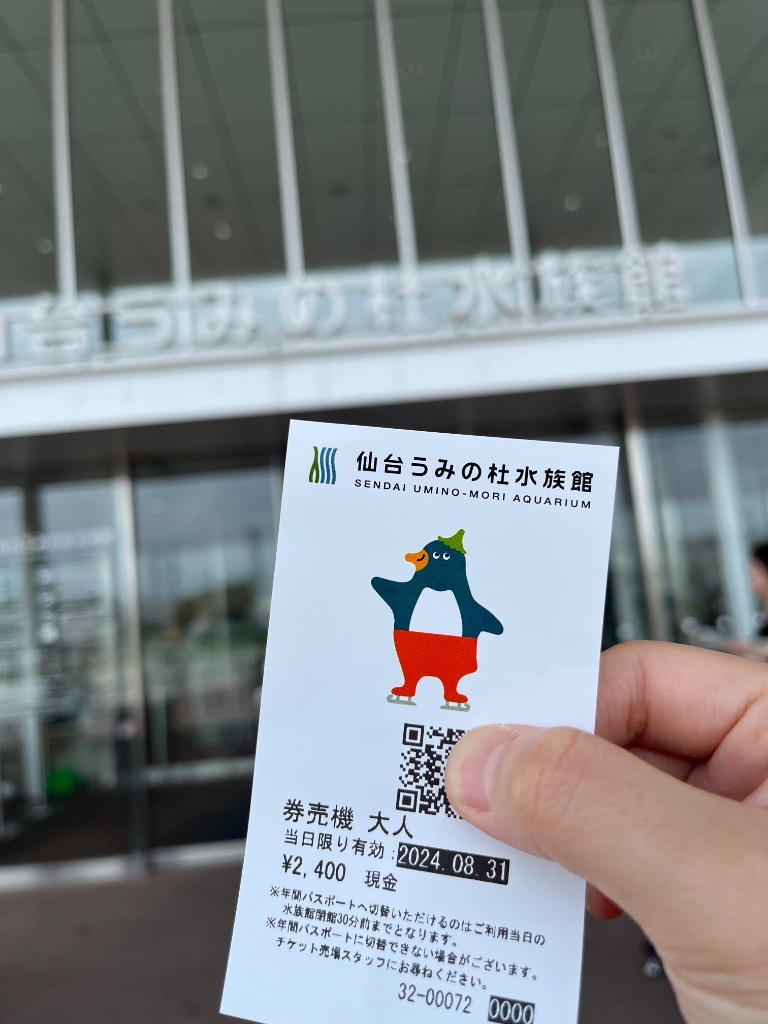 台うみの杜水族館
仙台うみの杜水族館
SENDAI UMINO-MORI AQUARIUM
券売機 大人
当日限り有効:2024.08.31
¥2,400 現金
※年間パスポートへ切替いただけるのはご利用当日の
水族館閉館30分前までとなります。
※年間パスポートに切替できない場合がございます。
チケット売場スタッフにお尋ねください。
32-00072 0000